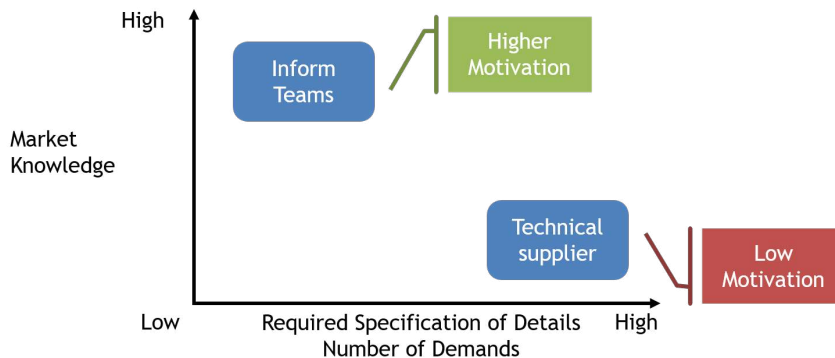 High
Inform
Teams
Higher
Motivation
Market
Knowledge
Technical
supplier
Low
Motivation
Low
Required Specification of Details
Number of Demands
High